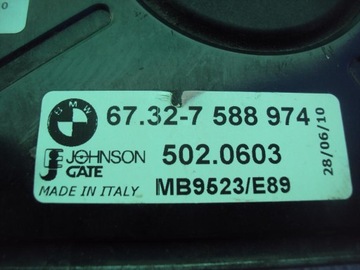 BMW
67.32-7 588 974
JOHNSON
GATE
502.0603
MADE IN ITALY
MB9523/E89
28/06/10